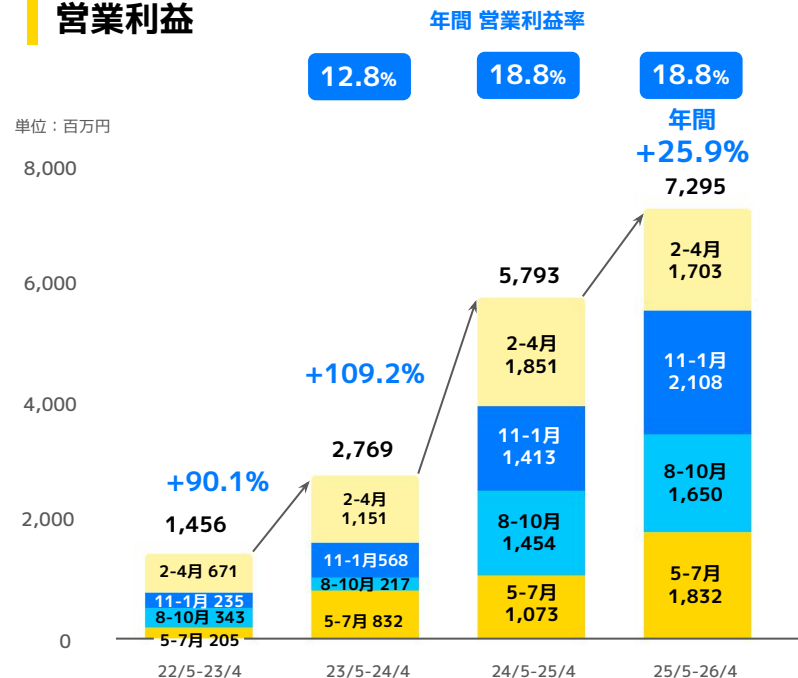 営業利益
年間 営業利益率
12.8%
18.8%
18.8%
単位：百万円
年間
+25.9%
7,295
8,000
6,000
4,000
2,000
0
+90.1%
1,456
2-4月 671
11-1月 235
8-10月 343
5-7月 205
22/5-23/4
+109.2%
2,769
2-4月
1,151
11-1月568
8-10月 217
5-7月 832
23/5-24/4
5,793
2-4月
1,851
11-1月
1,413
8-10月
1,454
5-7月
1,073
24/5-25/4
2-4月
1,703
11-1月
2,108
8-10月
1,650
5-7月
1,832
25/5-26/4